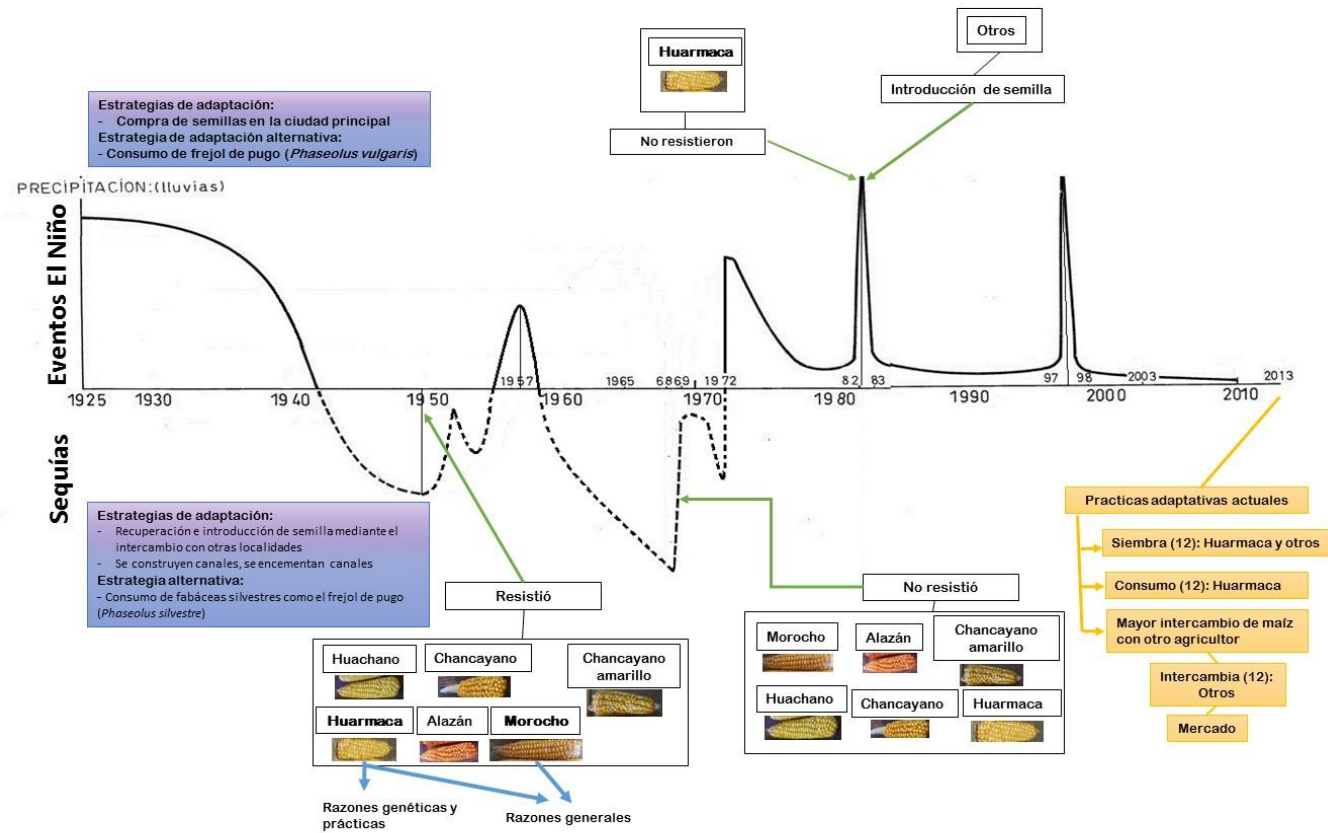 Huarmaca
No resistieron
Otros
Introducción de semilla
Estrategias de adaptación:
- Compra de semillas en la ciudad principal
Estrategia de adaptación alternativa:
- Consumo de frejol de pugo (Phaseolus vulgaris)
PRECIPITACION:(lluvias)
Eventos El Niño
Sequías
1957
1965
68 69
1972
82
83
97
98
2003
2013
1925
1930
1940
1950
1960
1970
1980
1990
2000
2010
Estrategias de adaptación:
- Recuperación e introducción de semilla mediante el
intercambio con otras localidades
- Se construyen canales, se encementan canales
Estrategia alternativa:
- Consumo de fabáceas silvestres como el frejol de pugo
(Phaseolus silvestre)
Resistió
Huachano
Chancayano
Chancayano
amarillo
Huarmaca
Alazán
Morocho
Razones genéticas y
prácticas
Razones generales
No resistió
Morocho
Alazán
Chancayano
amarillo
Huachano
Chancayano
Huarmaca
Practicas adaptativas actuales
Siembra (12): Huarmaca y otros
Consumo (12): Huarmaca
Mayor intercambio de maíz
con otro agricultor
Intercambia (12):
Otros
Mercado